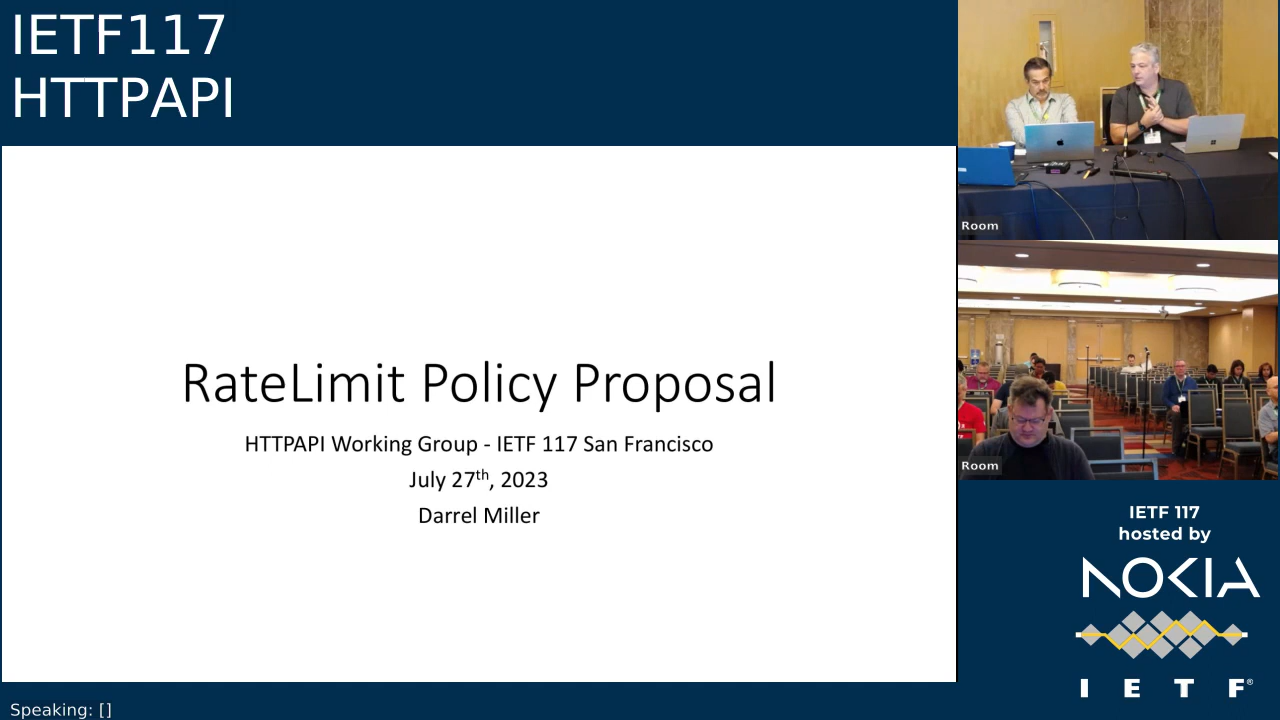 IETF117
HTTPAPI
RateLimit Policy Proposal
HTTPAPI Working Group - IETF 117 San Francisco
July 27th, 2023
Darrel Miller
Room
Room
IETF 117
hosted by
NOKIA
I E T F®
Speaking: []